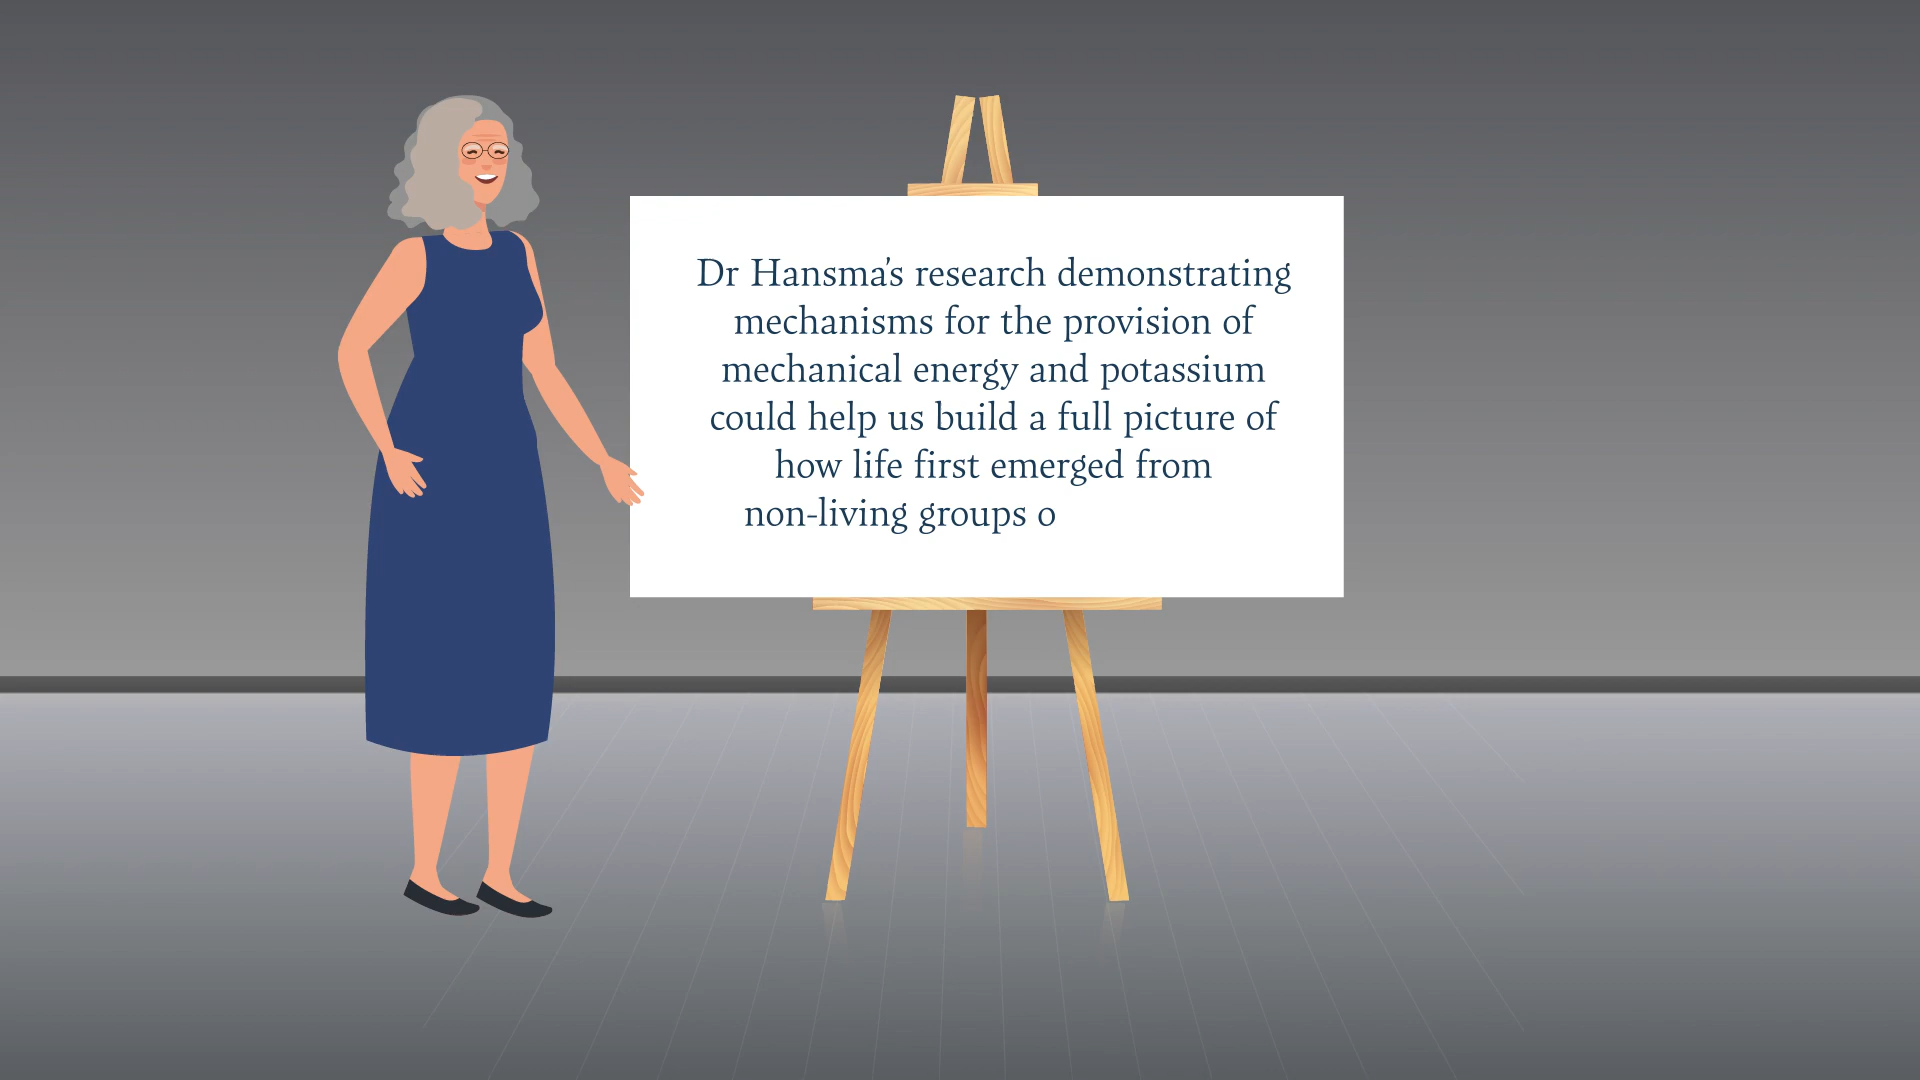 Dr Hansma’s research demonstrating
mechanisms for the provision of
mechanical energy and potassium
could help us build a full picture of
how life first emerged from
non-living groups o